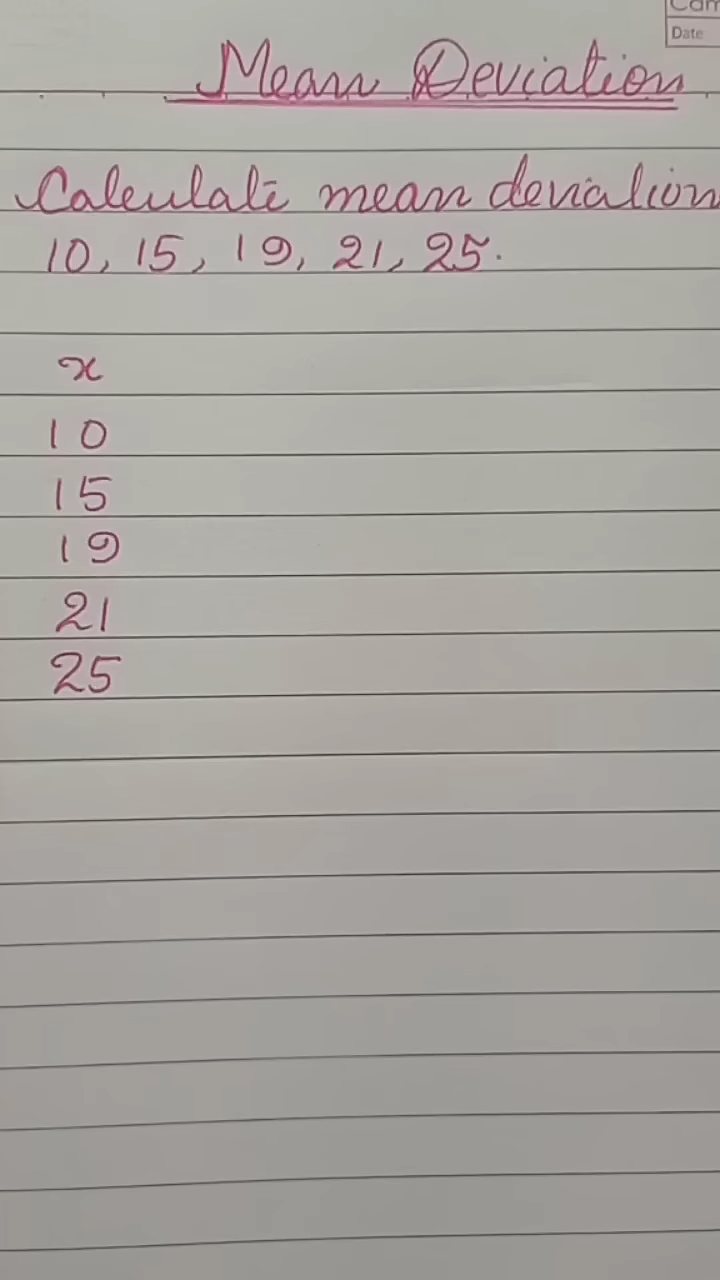 Date
Mean Deviation
Calculate mean deviation
10, 15, 19, 21, 25.
x
10
15
19
21
25